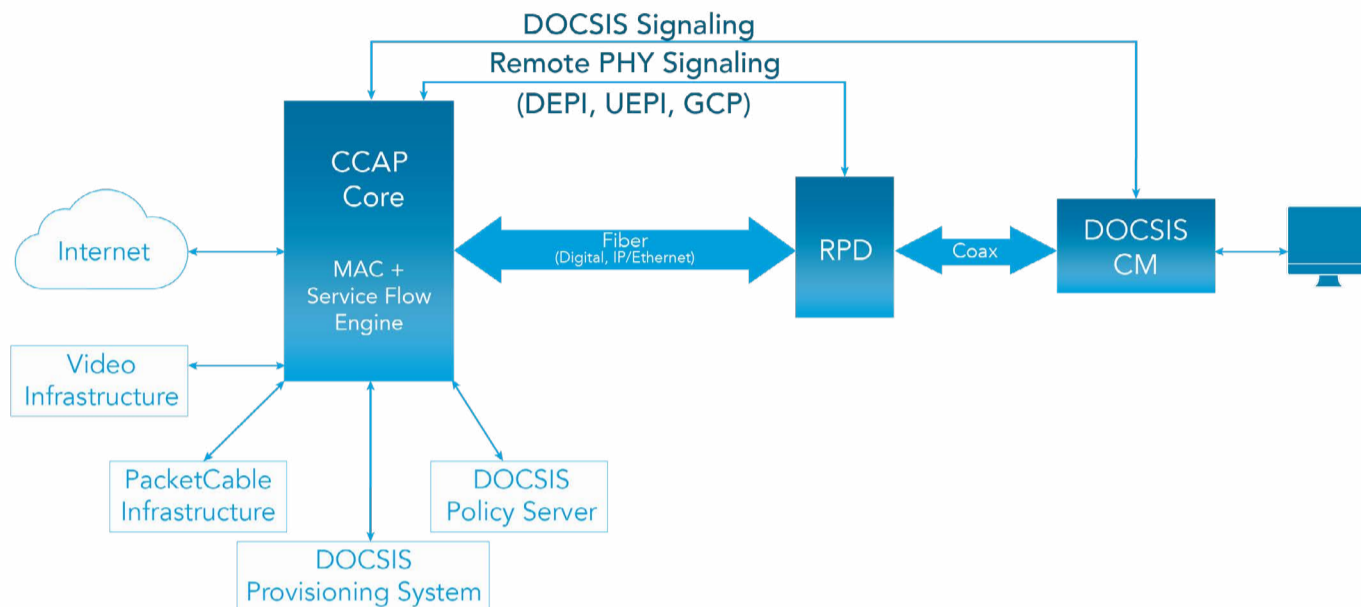 DOCSIS Signaling
Remote PHY Signaling
(DEPI, UEPI, GCP)
CCAP
Core
MAC +
Service Flow
Engine
Internet
Fiber
(Digital, IP/Ethernet)
RPD
Coax
DOCSIS
CM
Video
Infrastructure
PacketCable
Infrastructure
DOCSIS
Policy Server
DOCSIS
Provisioning System